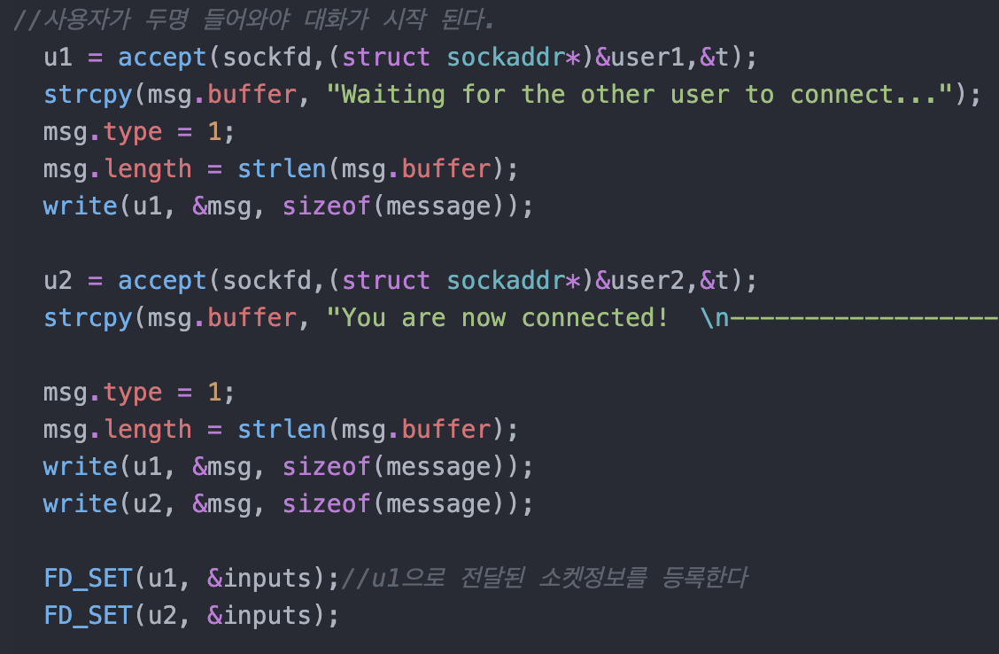 //사용자가 두명 들어와야 대화가 시작 된다.
u1 = accept(sockfd,(struct sockaddr*)&user1,&t);
strcpy(msg.buffer, "Waiting for the other user to connect...");
msg.type = 1;
msg.length = strlen(msg.buffer);
write(u1, &msg, sizeof(message));
u2 = accept(sockfd,(struct sockaddr*)&user2,&t);
strcpy(msg.buffer, "You are now connected!  \n------------------
msg.type = 1;
msg.length = strlen(msg.buffer);
write(u1, &msg, sizeof(message));
write(u2, &msg, sizeof(message));
FD_SET(u1, &inputs);//u1으로 전달된 소켓정보를 등록한다
FD_SET(u2, &inputs);